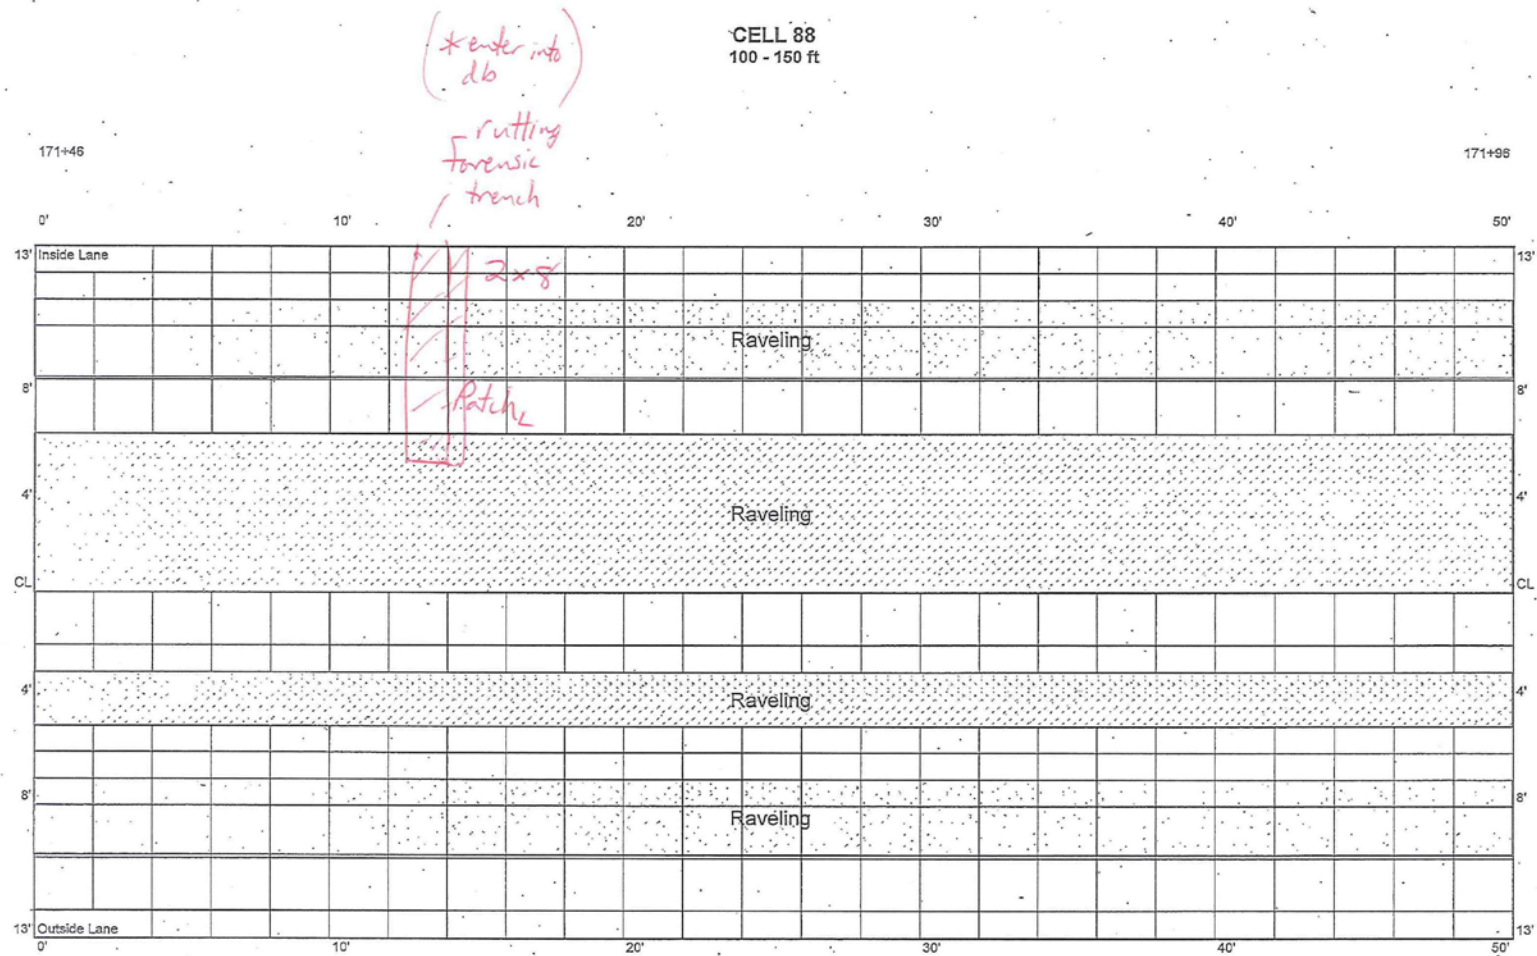 CELL 88
100 - 150 ft
(* enter into
db)
rutting
forensic
trench
171+46
171+96
0' 10' 20' 30' 40' 50'
13' Inside Lane 13'
2x8
Raveling
8' 8'
Patch
4' 4'
Raveling
CL CL
4' Raveling 4'
8' 8'
Raveling
13' Outside Lane 13'
0' 10' 20' 30' 40' 50'